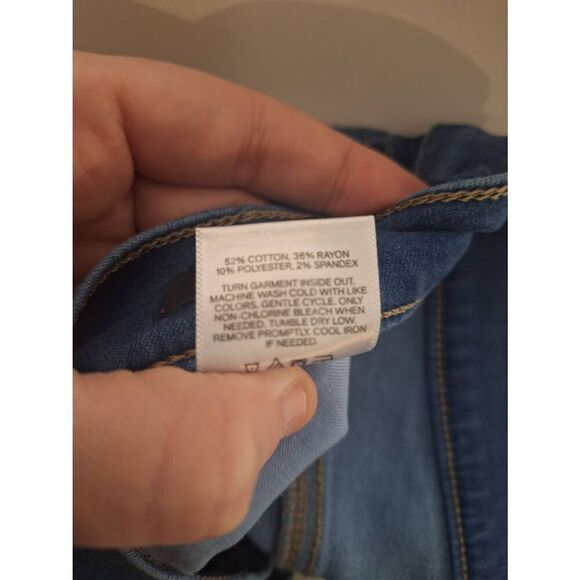 52% COTTON, 36% RAYON
10% POLYESTER, 2% SPANDEX
TURN GARMENT INSIDE OUT.
MACHINE WASH COLD WITH LIKE
COLORS, GENTLE CYCLE. ONLY
NON-CHLORINE BLEACH WHEN
NEEDED. TUMBLE DRY LOW.
REMOVE PROMPTLY. COOL IRON
IF NEEDED.